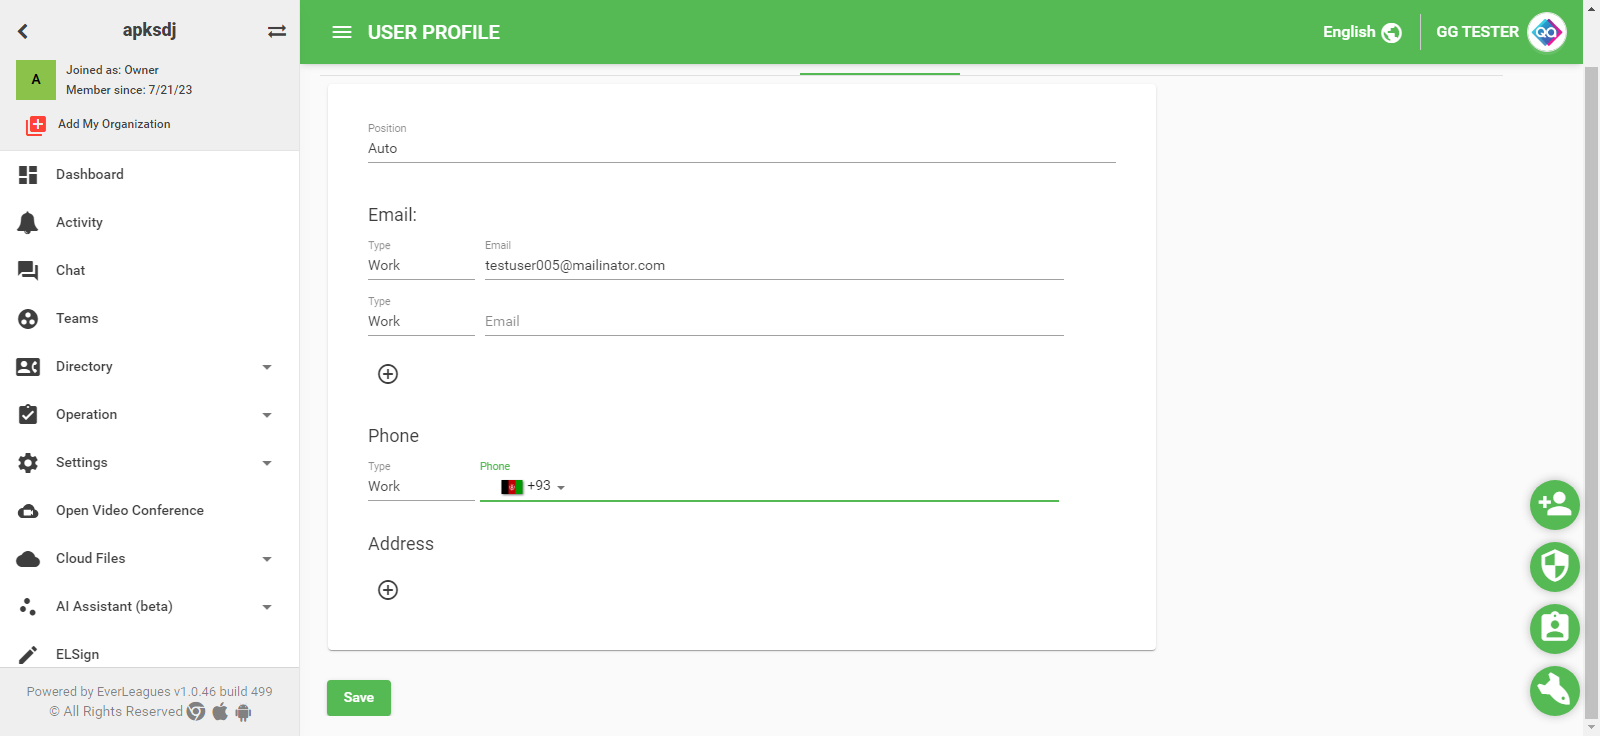 apksdj
A
Joined as: Owner
Member since: 7/21/23
Add My Organization
Dashboard
Activity
Chat
Teams
Directory
Operation
Settings
Open Video Conference
Cloud Files
AI Assistant (beta)
ELSign
Powered by EverLeagues v1.0.46 build 499
© All Rights Reserved
USER PROFILE
English
GG TESTER
QA
Position
Auto
Email:
Type
Email
Work
testuser005@mailinator.com
Type
Work
Email
Phone
Type
Phone
Work
+93
Address
Save